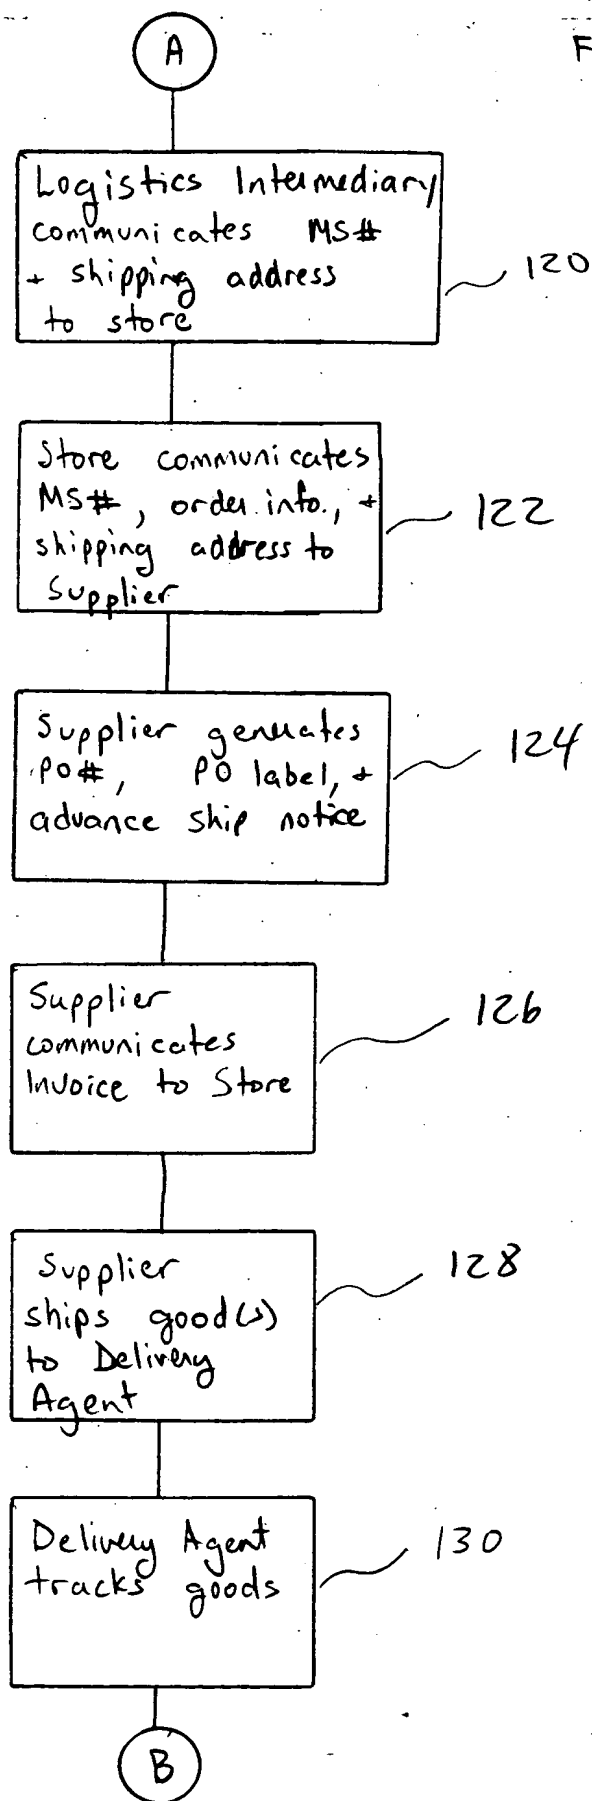 A
F
Logistics Intermediary
communicates MS#
+ shipping address
to store
120
Store communicates
MS#, order info., +
shipping address to
Supplier
122
Supplier generates
PO#, PO label, +
advance ship notice
124
Supplier
communicates
Invoice to Store
126
Supplier
ships good(s)
to Delivery
Agent
128
Delivery Agent
tracks goods
130
B